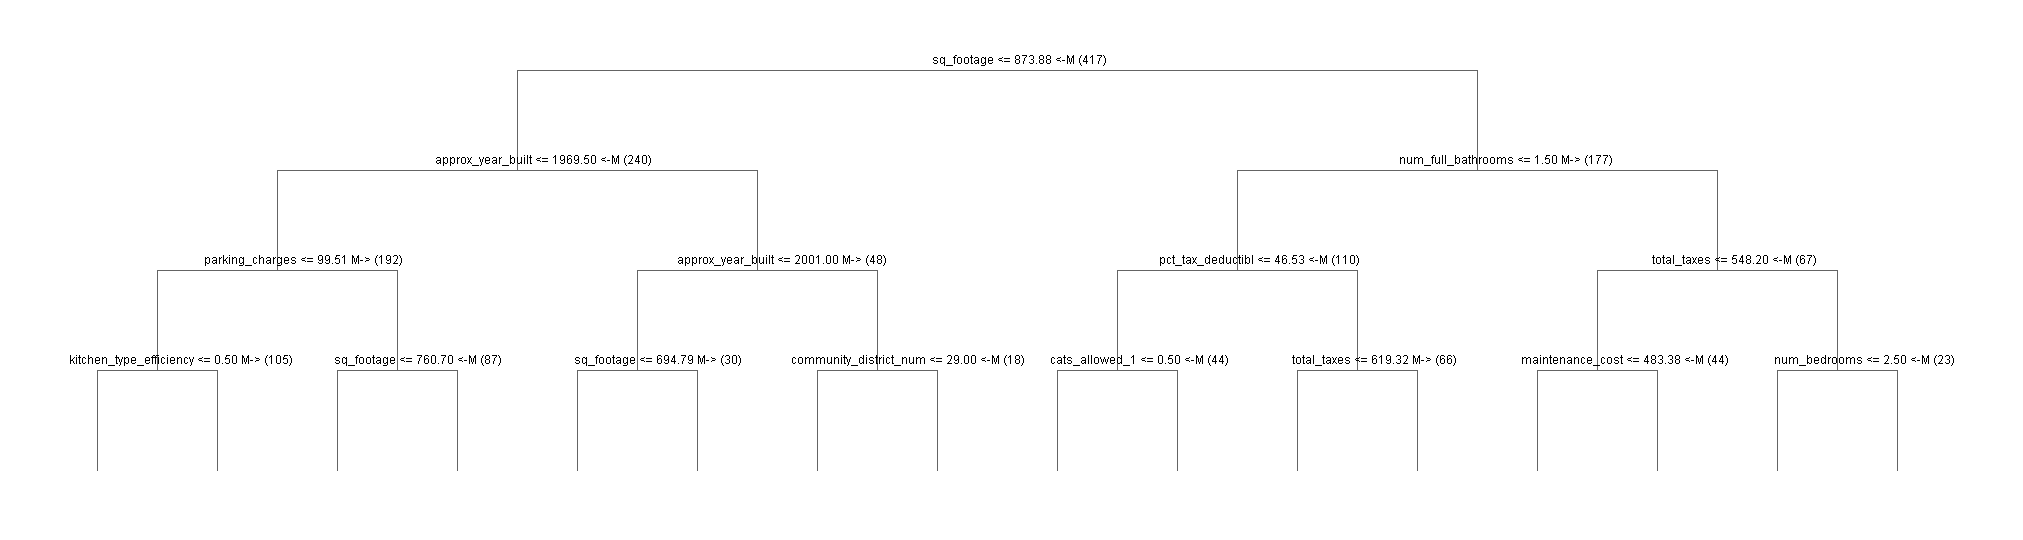 sq_footage <= 873.88 <-M (417)
approx_year_built <= 1969.50 <-M (240)
num_full_bathrooms <= 1.50 M-> (177)
parking_charges <= 99.51 M-> (192)
approx_year_built <= 2001.00 M-> (48)
pct_tax_deductibl <= 46.53 <-M (110)
total_taxes <= 548.20 <-M (67)
kitchen_type_efficiency <= 0.50 M-> (105)
sq_footage <= 760.70 <-M (87)
sq_footage <= 694.79 M-> (30)
community_district_num <= 29.00 <-M (18)
cats_allowed_1 <= 0.50 <-M (44)
total_taxes <= 619.32 M-> (66)
maintenance_cost <= 483.38 <-M (44)
num_bedrooms <= 2.50 <-M (23)